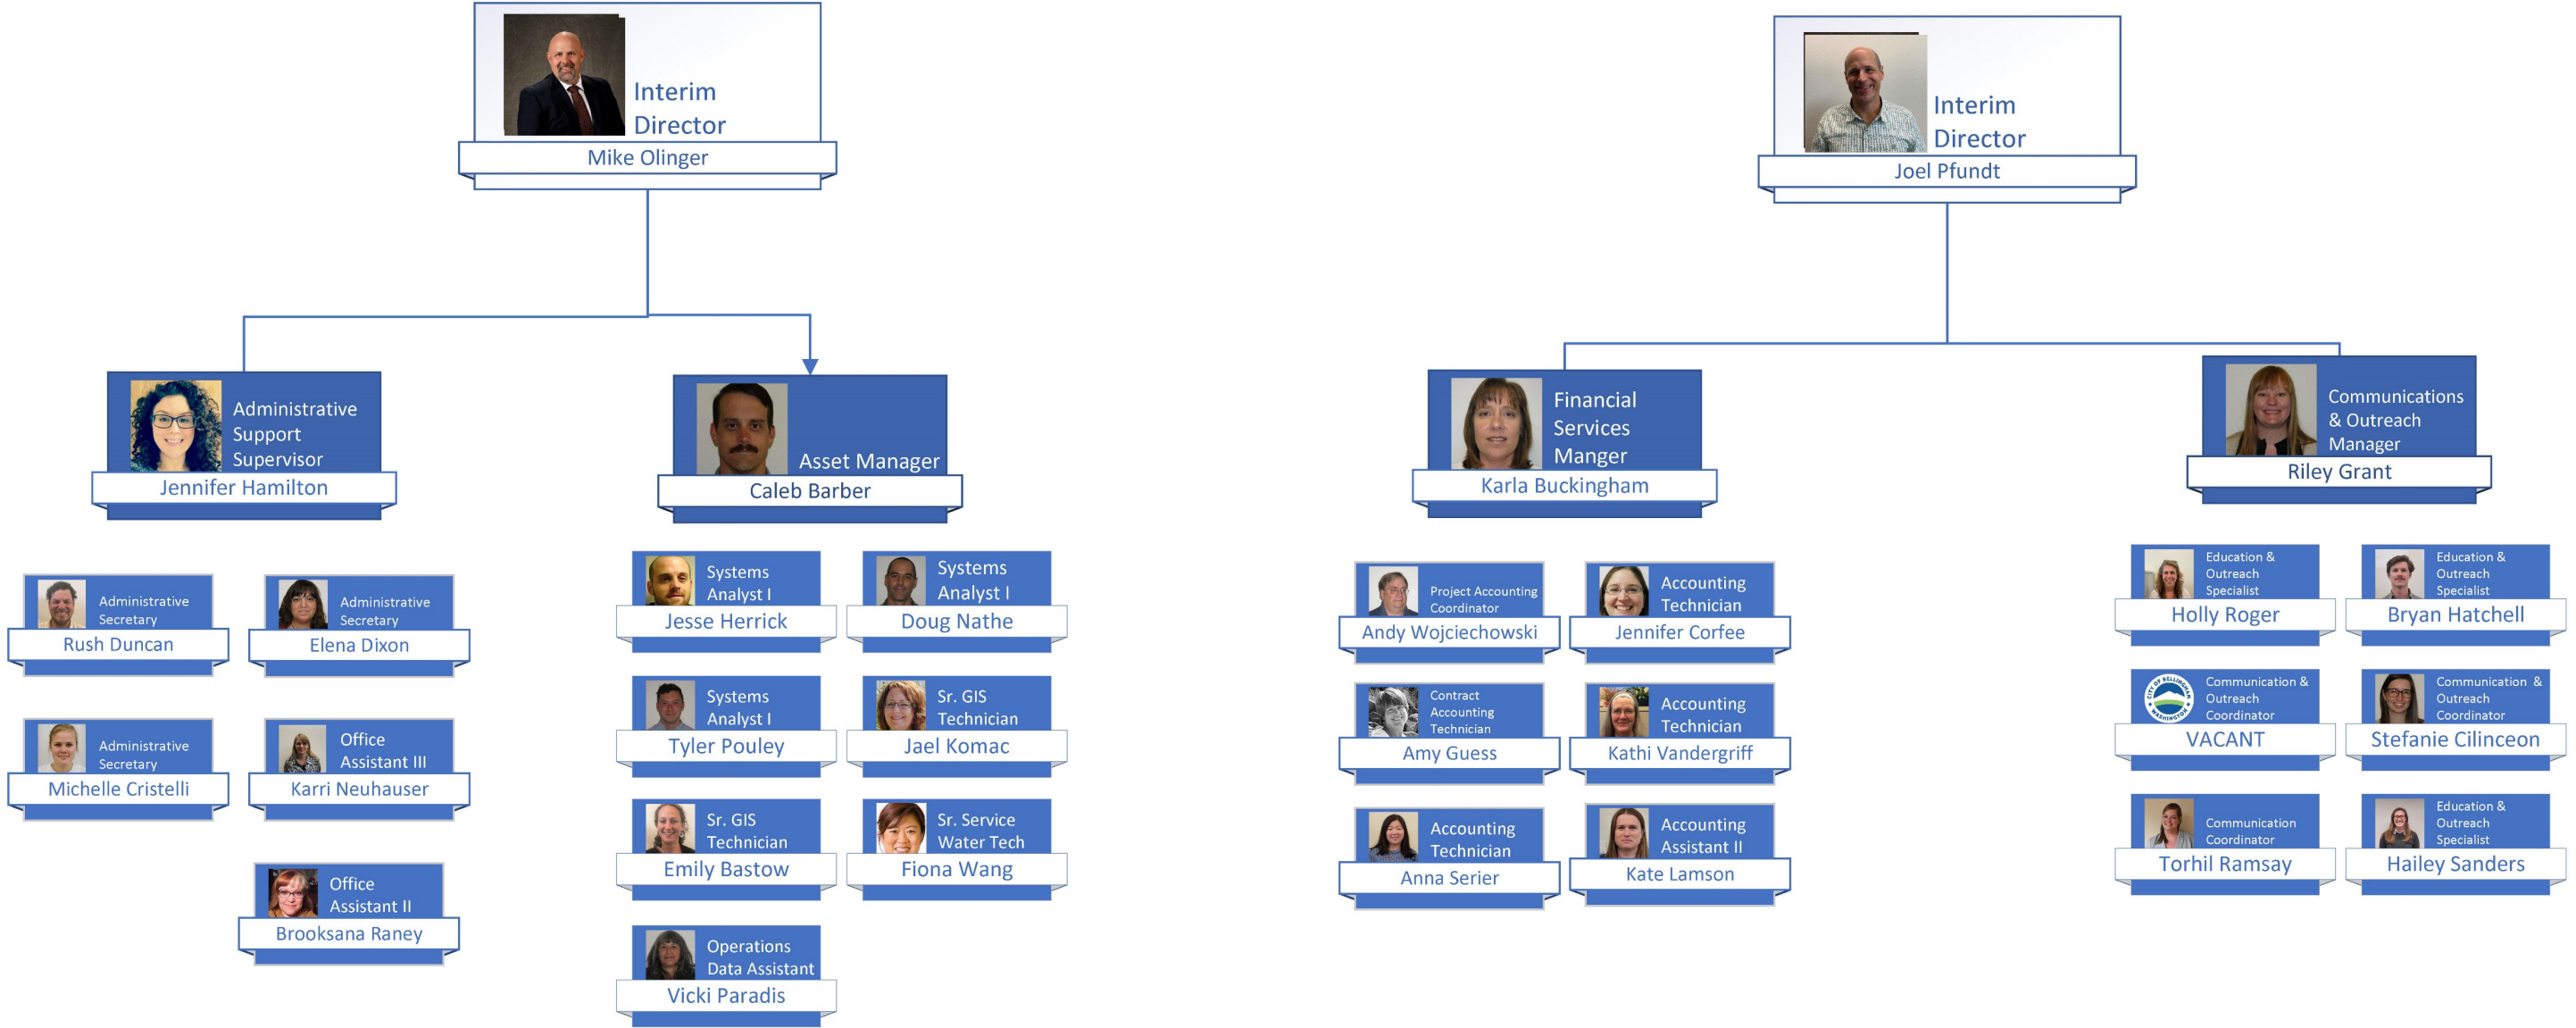 Interim
Director
Mike Olinger
Interim
Director
Joel Pfundt
Administrative
Support
Supervisor
Jennifer Hamilton
Asset Manager
Caleb Barber
Financial
Services
Manger
Karla Buckingham
Communications
& Outreach
Manager
Riley Grant
Administrative
Secretary
Rush Duncan
Administrative
Secretary
Elena Dixon
Administrative
Secretary
Michelle Cristelli
Office
Assistant III
Karri Neuhauser
Office
Assistant II
Brooksana Raney
Systems
Analyst I
Jesse Herrick
Systems
Analyst I
Doug Nathe
Systems
Analyst I
Tyler Pouley
Sr. GIS
Technician
Jael Komac
Sr. GIS
Technician
Emily Bastow
Sr. Service
Water Tech
Fiona Wang
Operations
Data Assistant
Vicki Paradis
Project Accounting
Coordinator
Andy Wojciechowski
Accounting
Technician
Jennifer Corfee
Contract
Accounting
Technician
Amy Guess
Accounting
Technician
Kathi Vandergriff
Accounting
Technician
Anna Serier
Accounting
Assistant II
Kate Lamson
Education &
Outreach
Specialist
Holly Roger
Education &
Outreach
Specialist
Bryan Hatchell
CITY OF BELLINGHAM
WASHINGTON
Communication &
Outreach
Coordinator
VACANT
Communication &
Outreach
Coordinator
Stefanie Cilinceon
Communication
Coordinator
Torhil Ramsay
Education &
Outreach
Specialist
Hailey Sanders